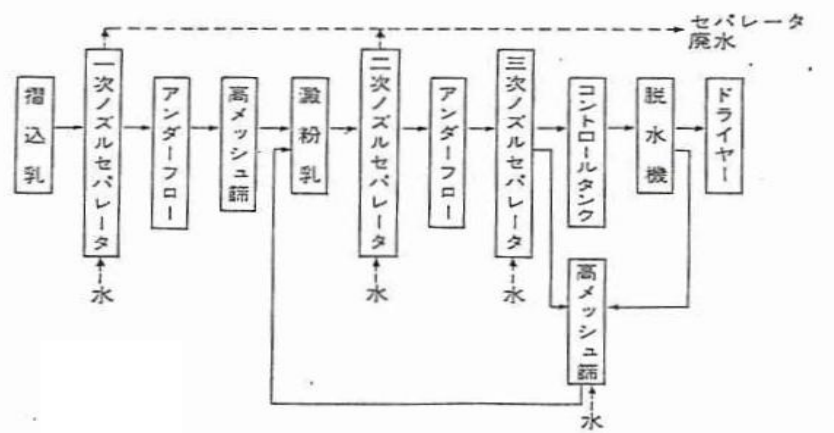 セパレータ
廃水
摺込乳
一次ノズルセパレータ
アンダーフロー
高メッシュ篩
澱粉乳
二次ノズルセパレータ
アンダーフロー
三次ノズルセパレータ
コントロールタンク
脱水機
ドライヤー
水
水
水
高メッシュ篩
水